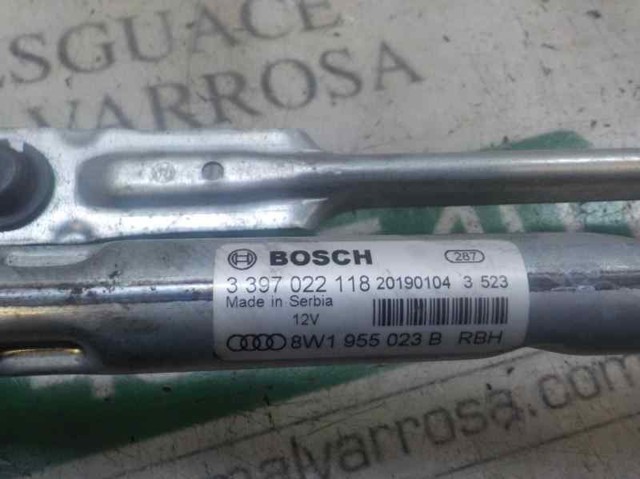 ESGUACE
ALVARROSA
BOSCH 287
3 397 022 118 20190104 3 523
Made in Serbia
12V
8W1 955 023 B RBH
malvarrosa.com